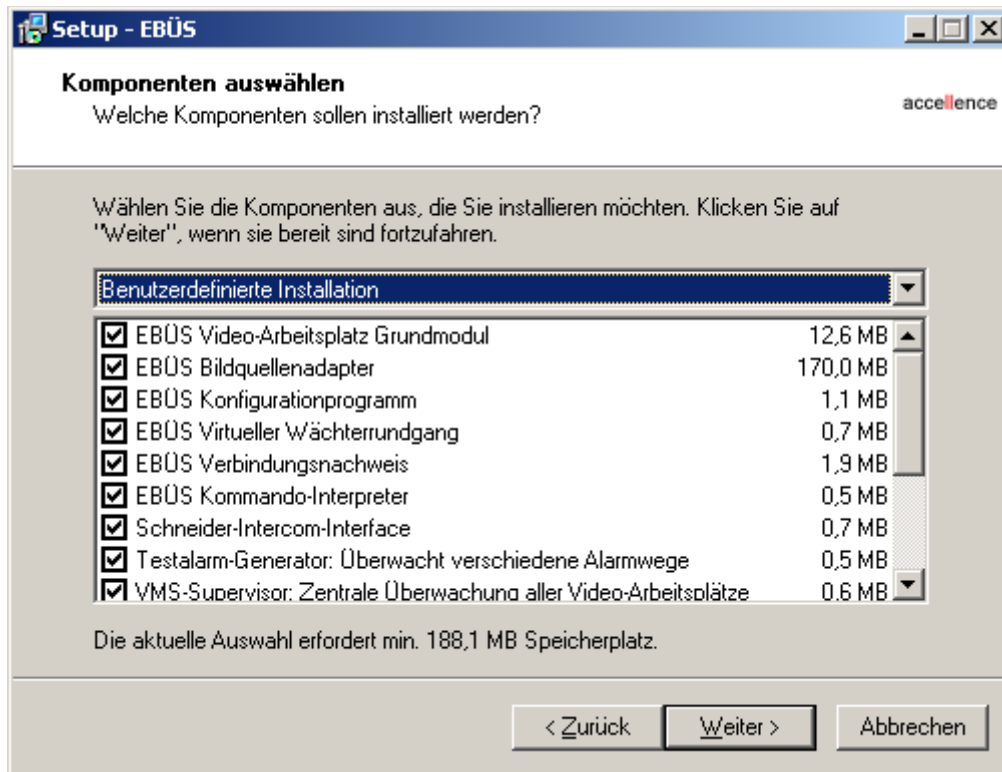 Setup - EBÜS
Komponenten auswählen
Welche Komponenten sollen installiert werden?
accellence
Wählen Sie die Komponenten aus, die Sie installieren möchten. Klicken Sie auf
"Weiter", wenn sie bereit sind fortzufahren.
Benutzerdefinierte Installation
EBÜS Video-Arbeitsplatz Grundmodul 12,6 MB
EBÜS Bildquellenadapter 170,0 MB
EBÜS Konfigurationprogramm 1,1 MB
EBÜS Virtueller Wächterrundgang 0,7 MB
EBÜS Verbindungsnachweis 1,9 MB
EBÜS Kommando-Interpreter 0,5 MB
Schneider-Intercom-Interface 0,7 MB
Testalarm-Generator: Überwacht verschiedene Alarmwege 0,5 MB
VMS-Supervisor: Zentrale Überwachung aller Video-Arbeitsplätze 0,6 MB
Die aktuelle Auswahl erfordert min. 188,1 MB Speicherplatz.
< Zurück Weiter > Abbrechen